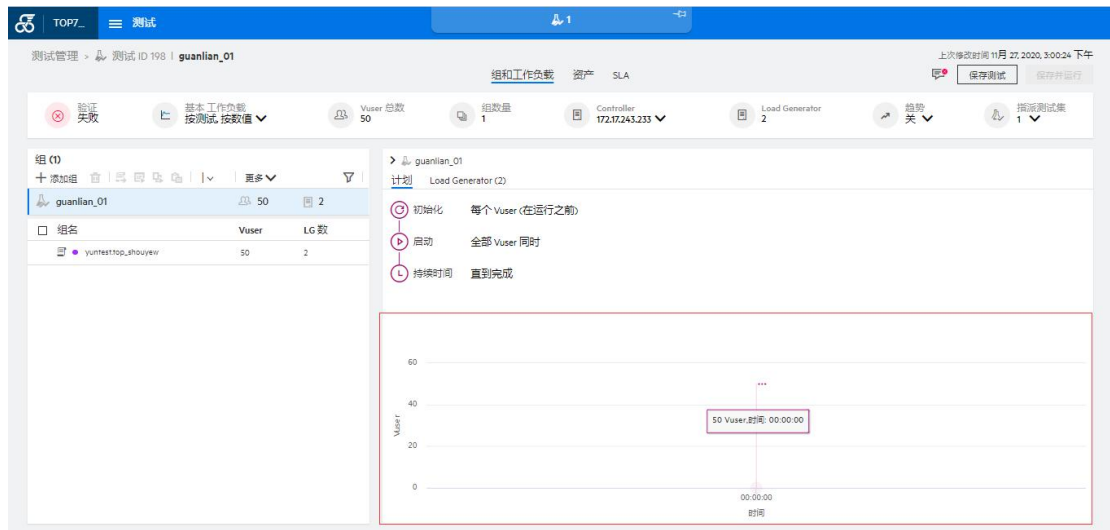 TOP7_ 测试 1
测试管理 > 测试 ID 198 | guanlian_01
上次修改时间 11月 27, 2020, 3:00:24 下午
组和工作负载 资产 SLA
保存测试 保存并运行
验证 失败
基本 工作负载 按测试, 按数值
Vuser 总数 50
组数量 1
Controller 172.17.243.233
Load Generator 2
趋势 关
指派测试集 1
组 (1)
添加组 更多
guanlian_01 50 2
组名 Vuser LG 数
yuntest.top_shouyew 50 2
> guanlian_01
计划 Load Generator (2)
初始化 每个 Vuser (在运行之前)
启动 全部 Vuser 同时
持续时间 直到完成
60
40
20
0
Vuser
50 Vuser,时间: 00:00:00
00:00:00
时间